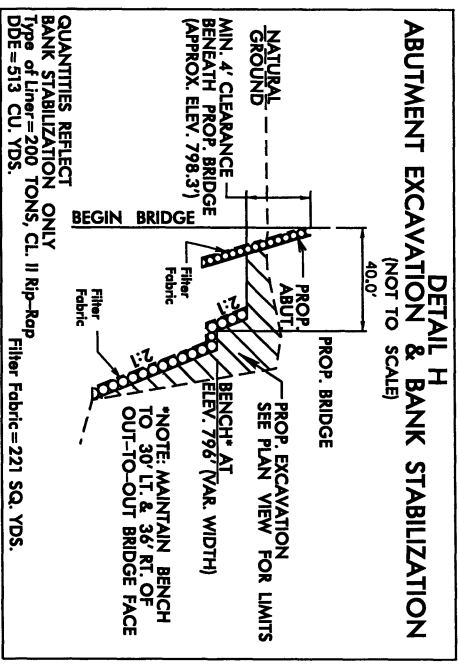 DETAIL H
ABUTMENT EXCAVATION & BANK STABILIZATION
(NOT TO SCALE)
40.0'
PROP. BRIDGE
NATURAL
GROUND
PROP.
ABUT.
PROP. EXCAVATION
SEE PLAN VIEW FOR LIMITS
MIN. 4' CLEARANCE
BENEATH PROP. BRIDGE
(APPROX. ELEV. 798.3')
BENCH* AT
ELEV. 796' (VAR. WIDTH)
2:1
Filter
Fabric
2:1
*NOTE: MAINTAIN BENCH
TO 30' LT. & 36' RT. OF
OUT-TO-OUT BRIDGE FACE
BEGIN BRIDGE
Filter
Fabric
QUANTITIES REFLECT
BANK STABILIZATION ONLY
Type of Liner=200 TONS, CL. II Rip-Rap
DDE=513 CU. YDS.
Filter Fabric=221 SQ. YDS.